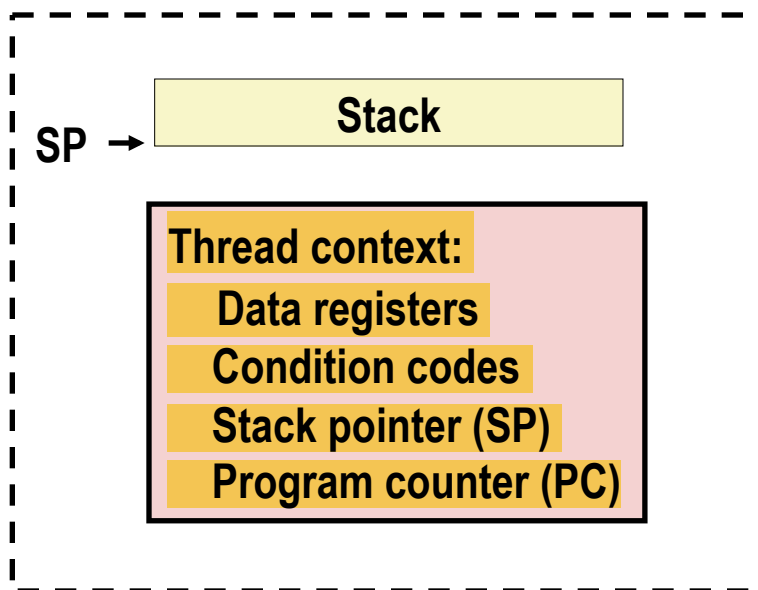 Stack
SP
Thread context:
Data registers
Condition codes
Stack pointer (SP)
Program counter (PC)